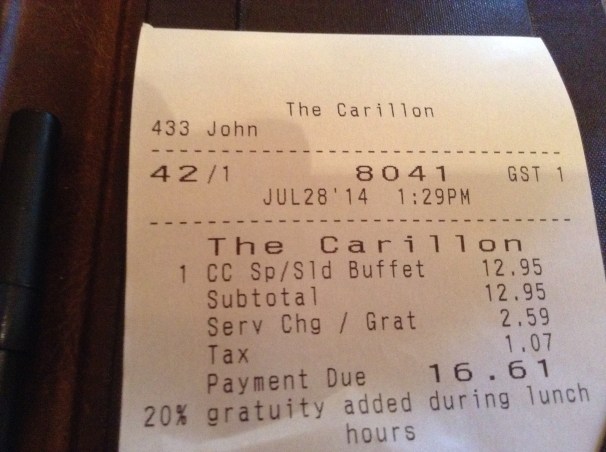 The Carillon
433 John
42/1 8041 GST 1
JUL28'14 1:29PM
The Carillon
1 CC Sp/Sld Buffet 12.95
Subtotal 12.95
Serv Chg / Grat 2.59
Tax 1.07
Payment Due 16.61
20% gratuity added during lunch
hours